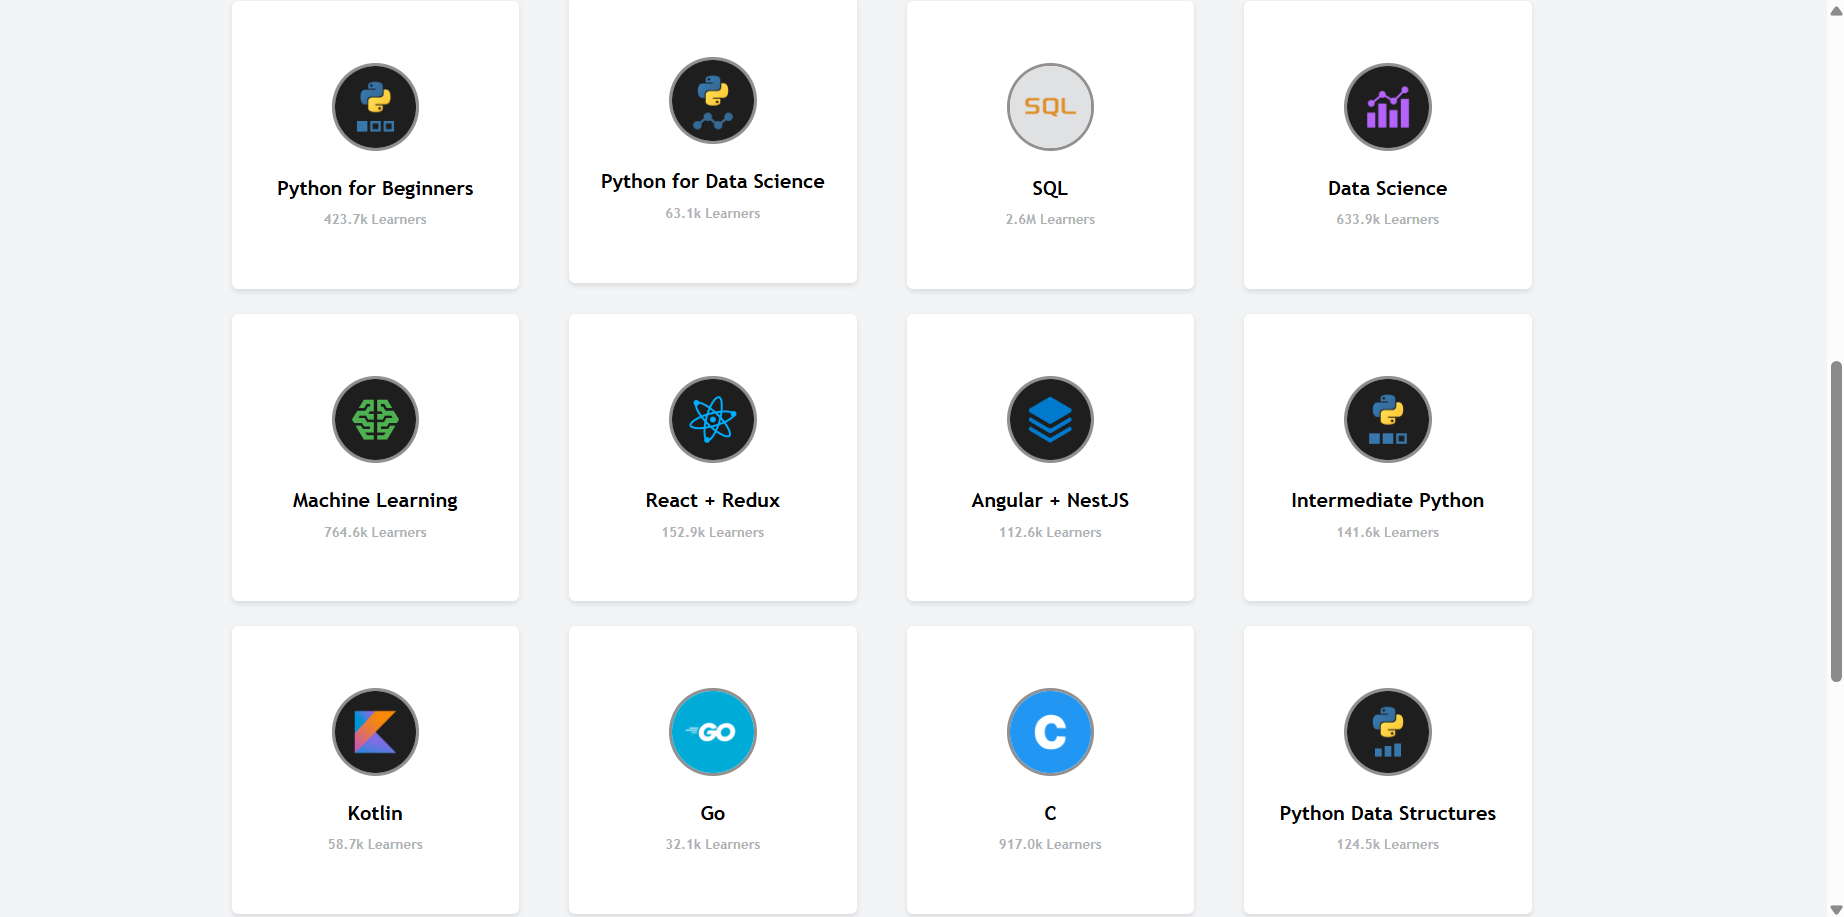 SQL
Python for Beginners
423.7k Learners
Python for Data Science
63.1k Learners
SQL
2.6M Learners
Data Science
633.9k Learners
Machine Learning
764.6k Learners
React + Redux
152.9k Learners
Angular + NestJS
112.6k Learners
Intermediate Python
141.6k Learners
GO
C
Kotlin
58.7k Learners
Go
32.1k Learners
C
917.0k Learners
Python Data Structures
124.5k Learners